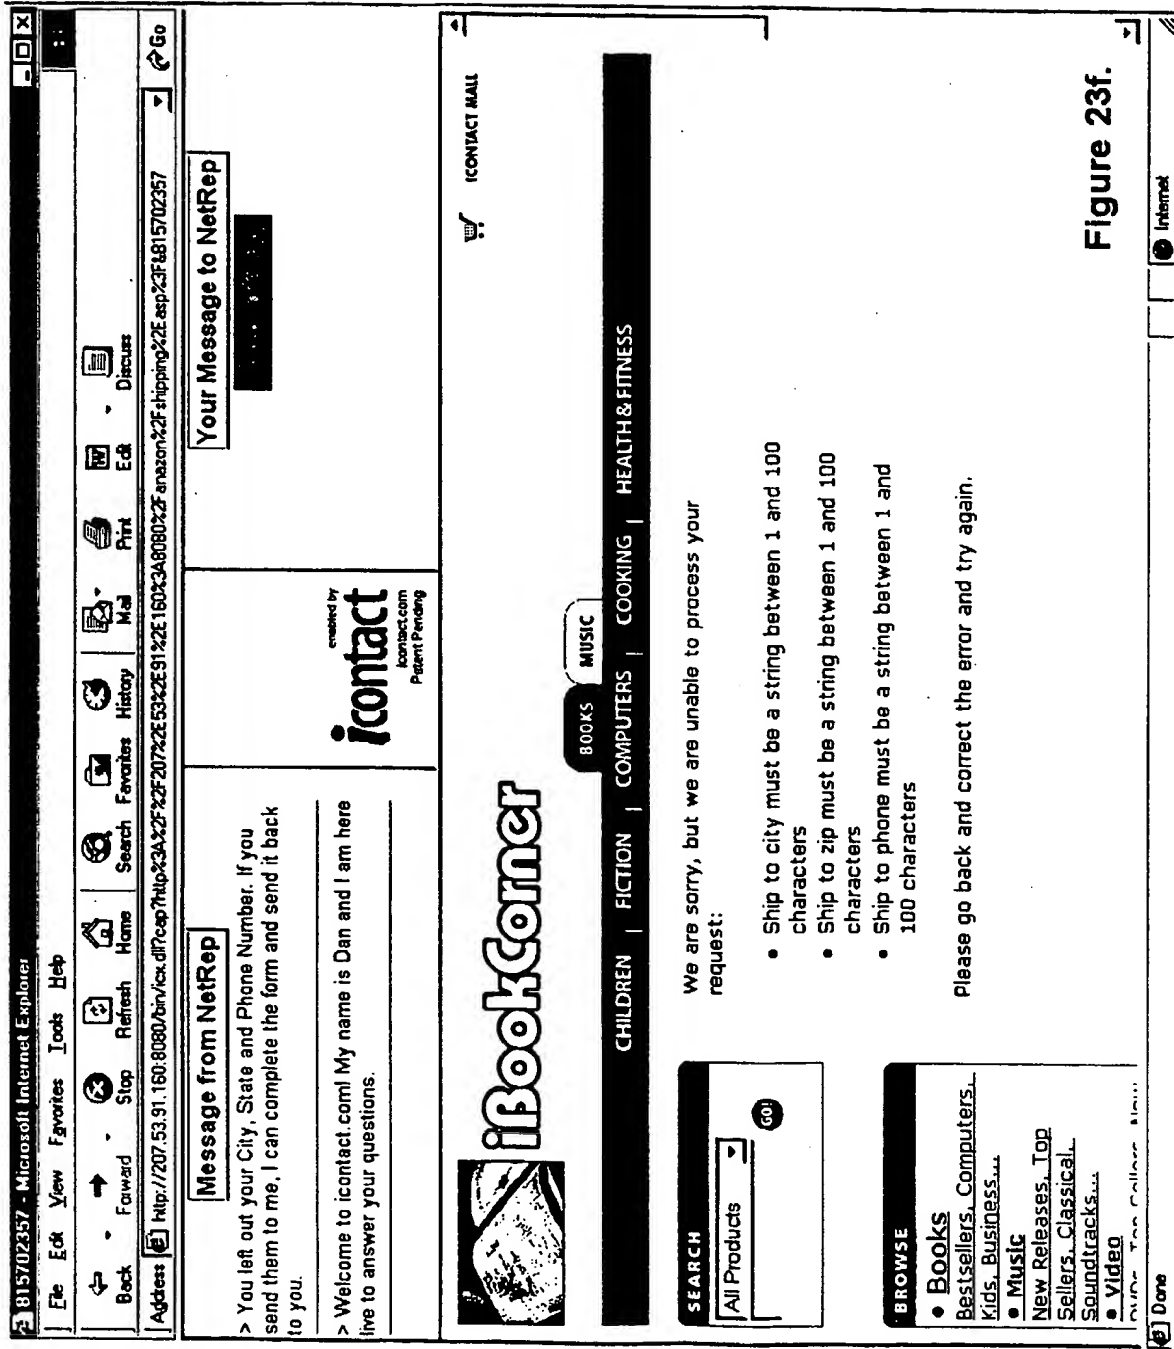 815702357 - Microsoft Internet Explorer
File Edit View Favorites Tools Help
Back Forward Stop Refresh Home Search Favorites History Mail Print Edit Discuss
Address http://207.53.91.160:8080/bin/icx.dll?cap?http%3A%2F%2F207%2E53%2E91%2E160%3A8080%2Fanazon%2Fshipping%2Easp%3F&815702357 Go
Message from NetRep
> You left out your City, State and Phone Number. If you
send them to me, I can complete the form and send it back
to you.
> Welcome to icontact.com! My name is Dan and I am here
live to answer your questions.
enabled by
icontact
icontact.com
Patent Pending
Your Message to NetRep
iBookCorner
ICONTACT MALL
BOOKS MUSIC
CHILDREN | FICTION | COMPUTERS | COOKING | HEALTH & FITNESS
SEARCH
All Products
GO!
BROWSE
• Books
Bestsellers, Computers,
Kids, Business...
• Music
New Releases, Top
Sellers, Classical,
Soundtracks...
• Video
We are sorry, but we are unable to process your
request:
• Ship to city must be a string between 1 and 100
characters
• Ship to zip must be a string between 1 and 100
characters
• Ship to phone must be a string between 1 and
100 characters
Please go back and correct the error and try again.
Figure 23f.
Done Internet